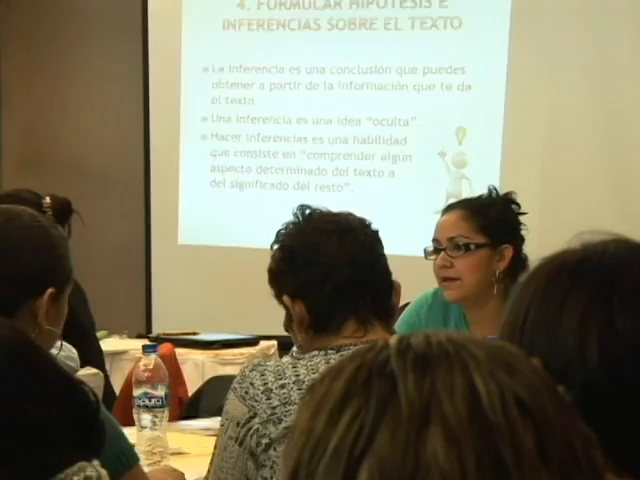 4. FORMULAR HIPÓTESIS E
INFERENCIAS SOBRE EL TEXTO
La inferencia es una conclusión que puedes
obtener a partir de la información que te da
el texto.
Una inferencia es una idea "oculta".
Hacer inferencias es una habilidad
que consiste en "comprender algún
aspecto determinado del texto a
del significado del resto".
epura